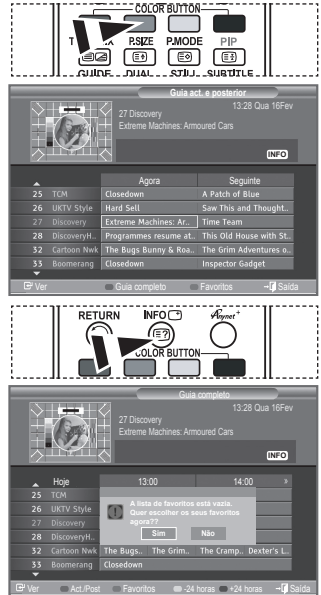 COLOR BUTTON
P.SIZE P.MODE PIP
GUIDE DUAL STILL SUBTITLE
Guia act. e posterior
13:28 Qua 16Fev
27 Discovery
Extreme Machines: Armoured Cars
INFO
Agora Seguinte
25 TCM Closedown A Patch of Blue
26 UKTV Style Hard Sell Saw This and Thought..
27 Discovery Extreme Machines: Ar.. Time Team
28 DiscoveryH.. Programmes resume at.. This Old House with St..
32 Cartoon Nwk The Bugs Bunny & Roa.. The Grim Adventures o..
33 Boomerang Closedown Inspector Gadget
Ver Guia completo Favoritos Saída
RETURN INFO Anynet+
COLOR BUTTON
Guia completo
13:28 Qua 16Fev
27 Discovery
Extreme Machines: Armoured Cars
INFO
Hoje 13:00 14:00 »
25 TCM
26 UKTV Style
27 Discovery
28 DiscoveryH..
A lista de favoritos está vazia.
Quer escolher os seus favoritos
agora??
Sim Não
32 Cartoon Nwk The Bugs.. The Grim.. The Cramp.. Dexter's L..
33 Boomerang Closedown
Ver Act./Post Favoritos -24 horas +24 horas Saída